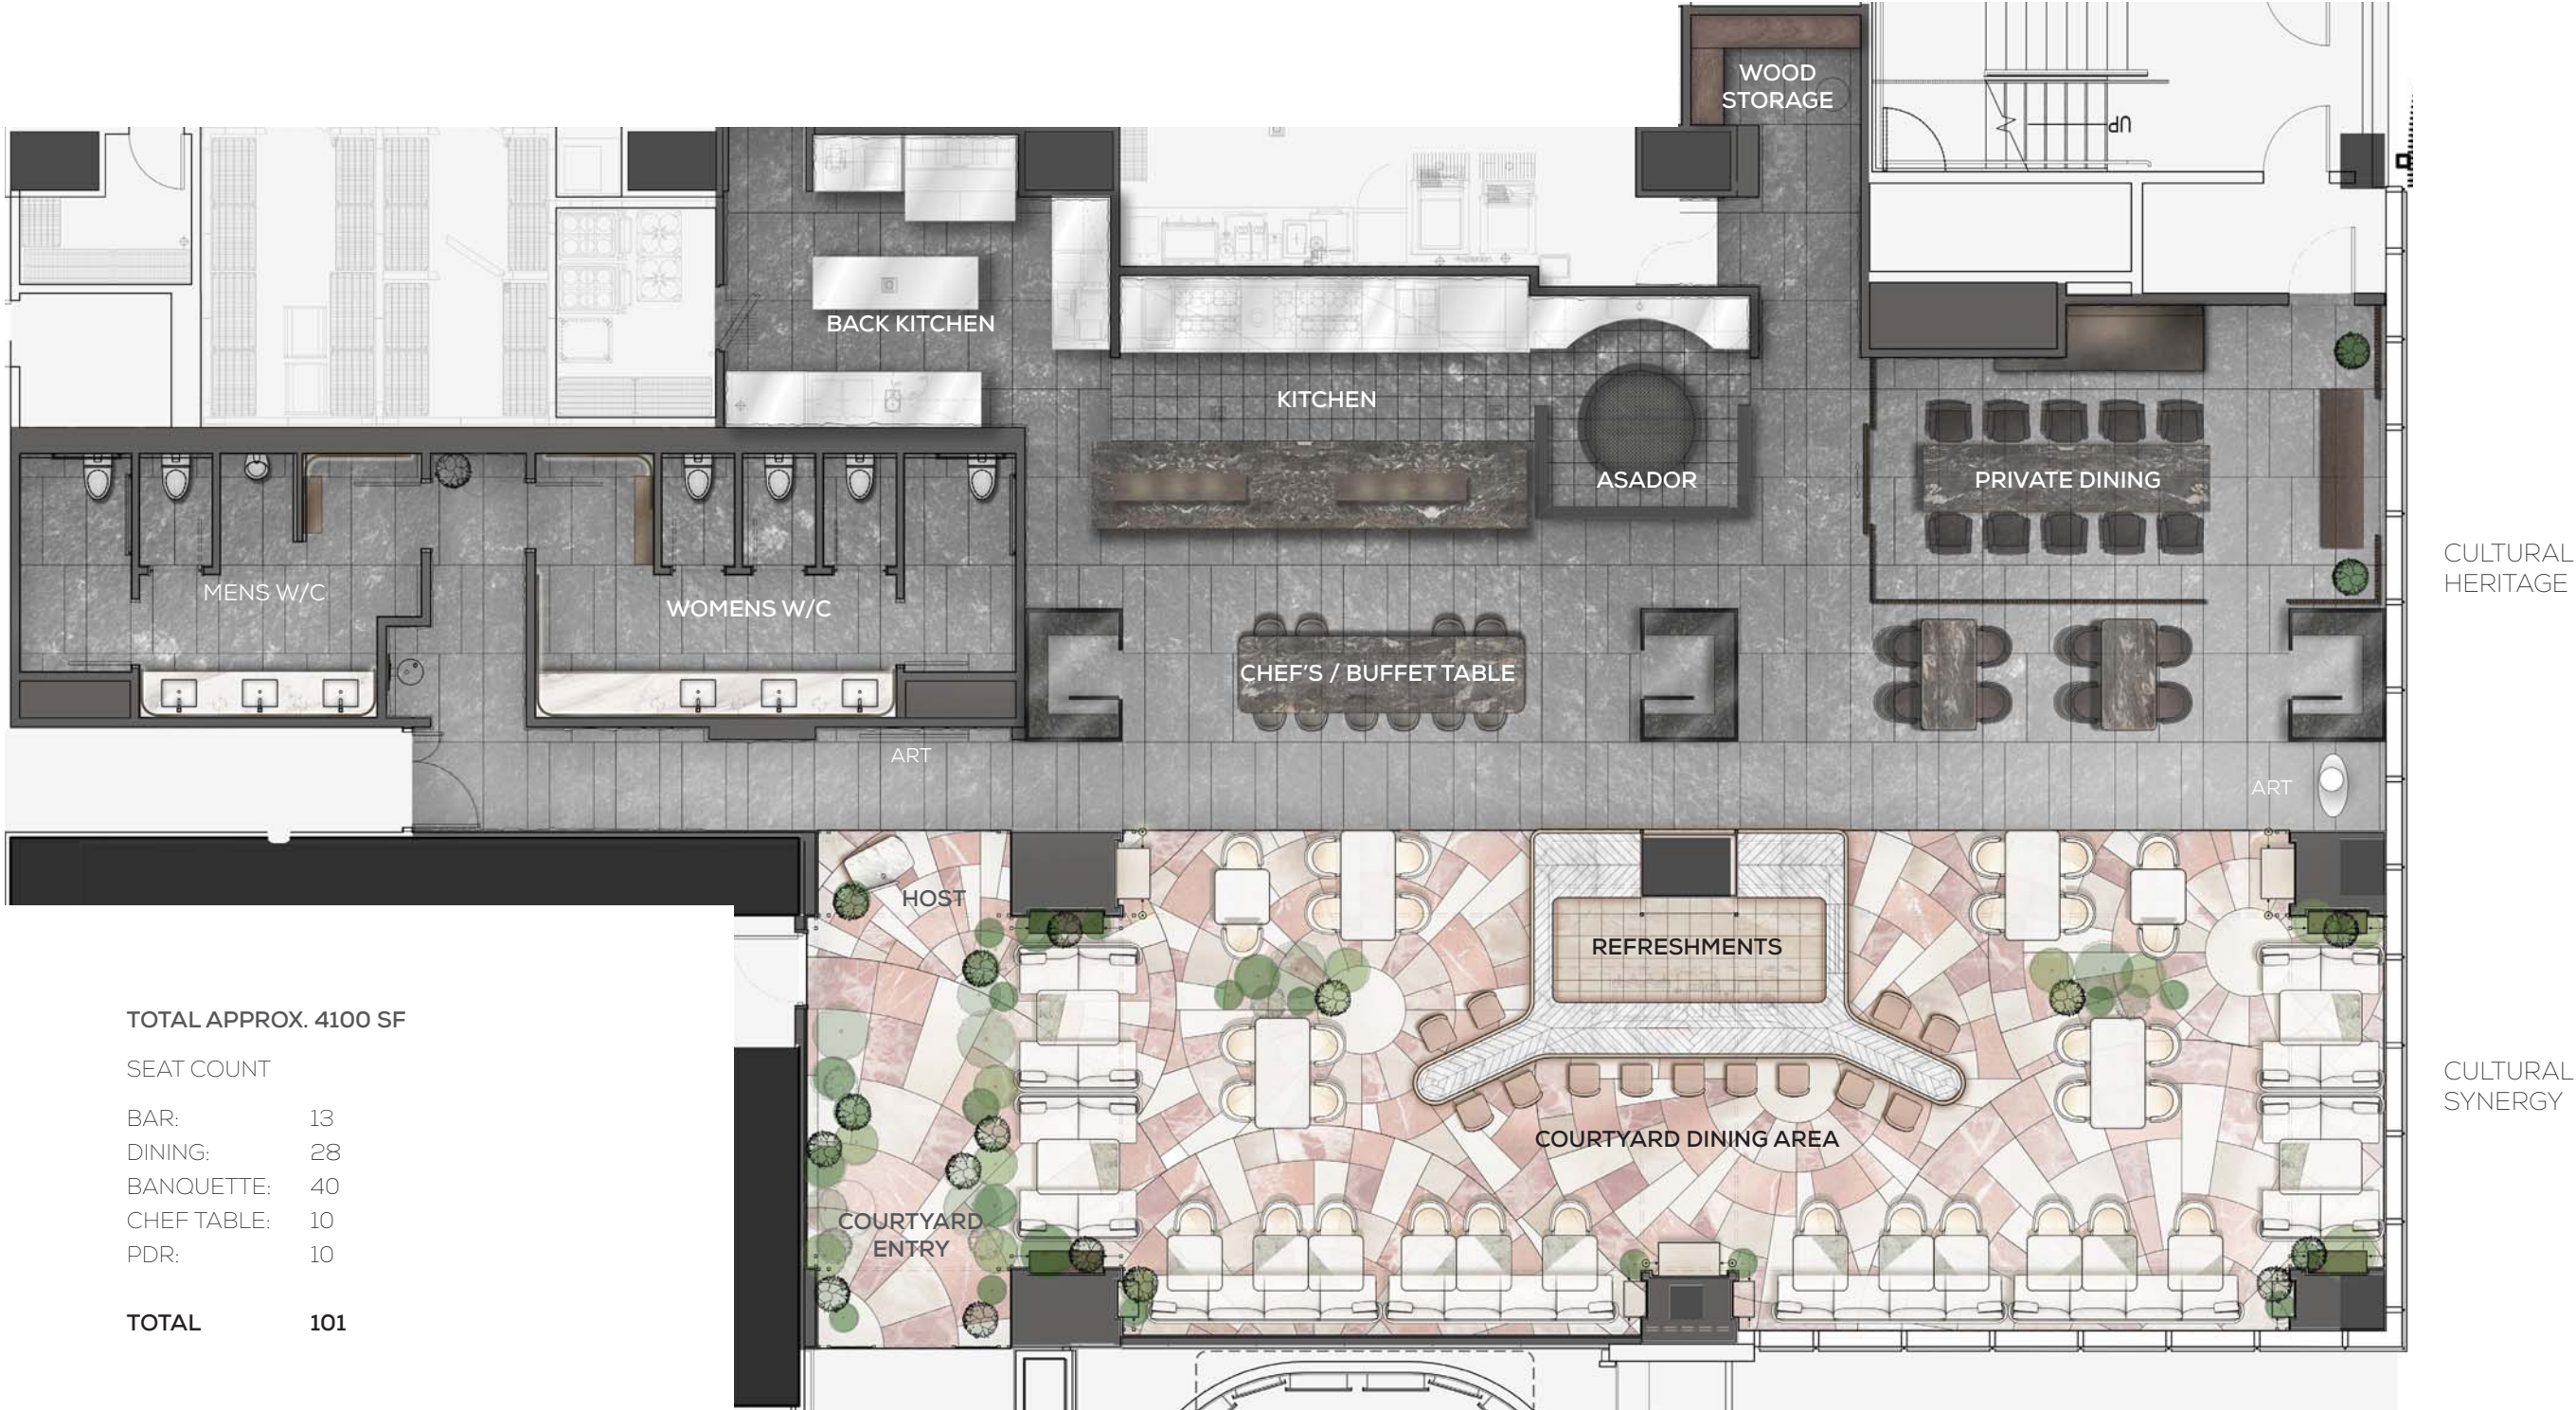 WOOD
STORAGE
UP
BACK KITCHEN
KITCHEN
ASADOR
PRIVATE DINING
CULTURAL
HERITAGE
MENS W/C
WOMENS W/C
CHEF'S / BUFFET TABLE
ART
ART
HOST
REFRESHMENTS
TOTAL APPROX. 4100 SF
SEAT COUNT
BAR: 13
DINING: 28
BANQUETTE: 40
CHEF TABLE: 10
PDR: 10
TOTAL 101
COURTYARD DINING AREA
COURTYARD
ENTRY
CULTURAL
SYNERGY